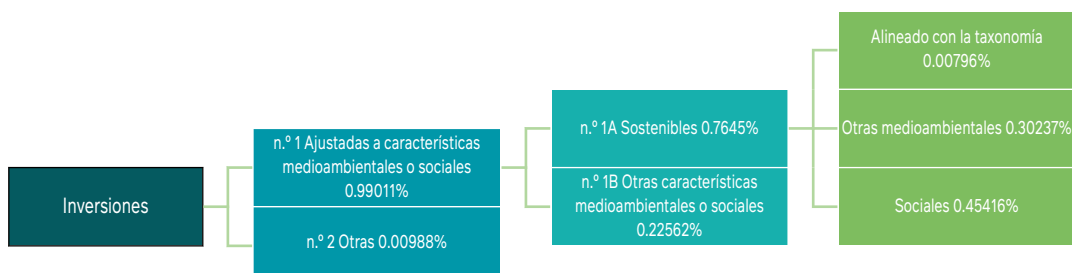 Inversiones
n.º 1 Ajustadas a características
medioambientales o sociales
0.99011%
n.º 2 Otras 0.00988%
n.º 1A Sostenibles 0.7645%
n.º 1B Otras características
medioambientales o sociales
0.22562%
Alineado con la taxonomía
0.00796%
Otras medioambientales 0.30237%
Sociales 0.45416%